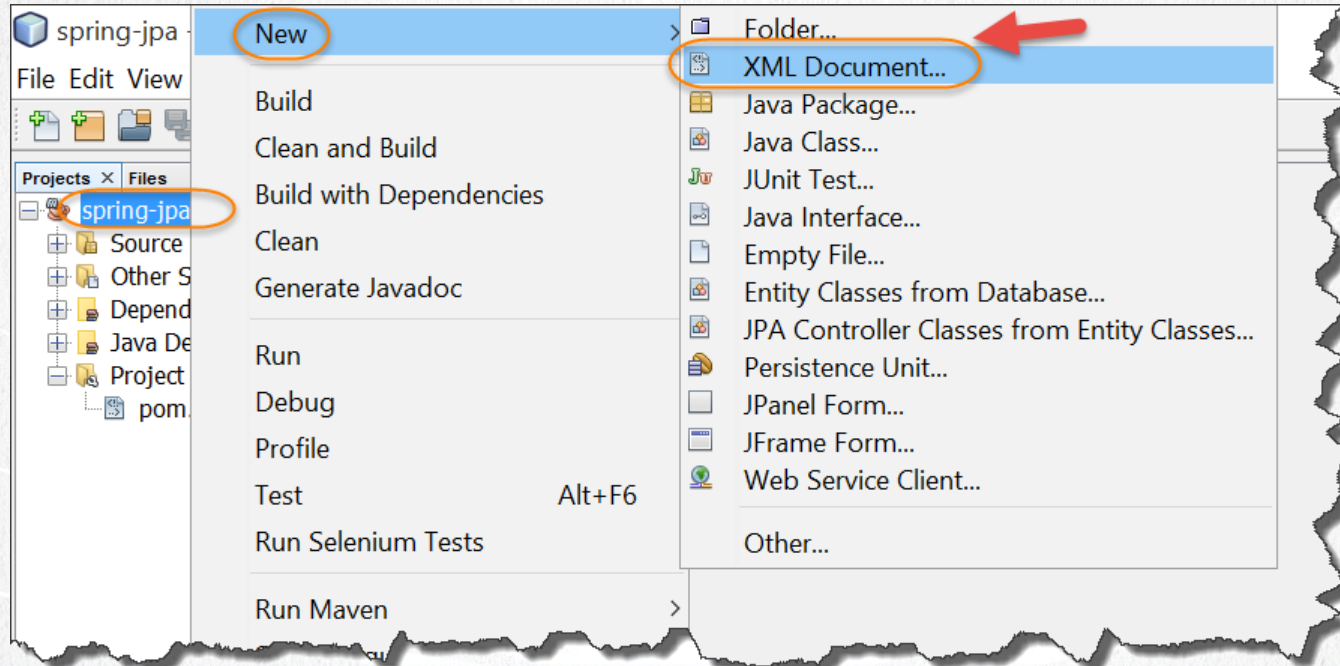 spring-jpa -
File Edit View
Projects × Files
spring-jpa
Source
Other S
Depend
Java De
Project
pom.
New
Build
Clean and Build
Build with Dependencies
Clean
Generate Javadoc
Run
Debug
Profile
Test Alt+F6
Run Selenium Tests
Run Maven
Folder...
XML Document...
Java Package...
Java Class...
JUnit Test...
Java Interface...
Empty File...
Entity Classes from Database...
JPA Controller Classes from Entity Classes...
Persistence Unit...
JPanel Form...
JFrame Form...
Web Service Client...
Other...